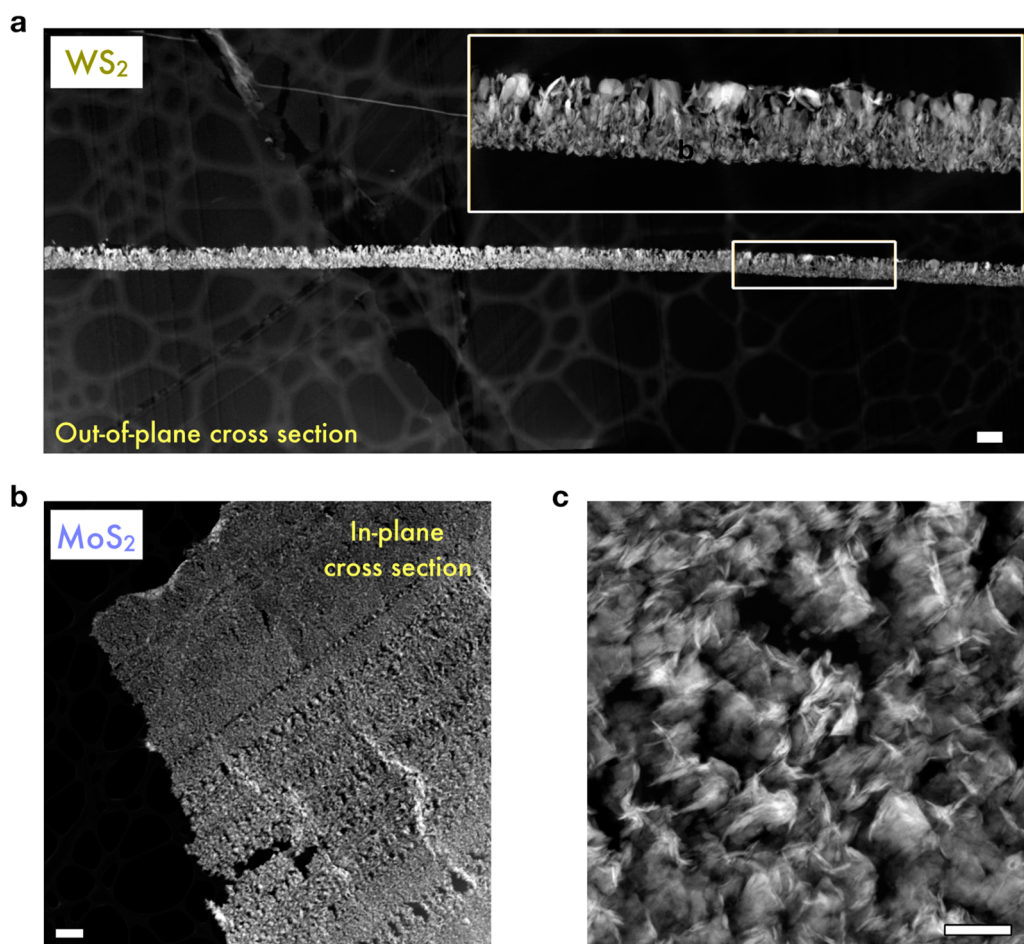 a
WS₂
b
Out-of-plane cross section
b
MoS₂
In-plane
cross section
c